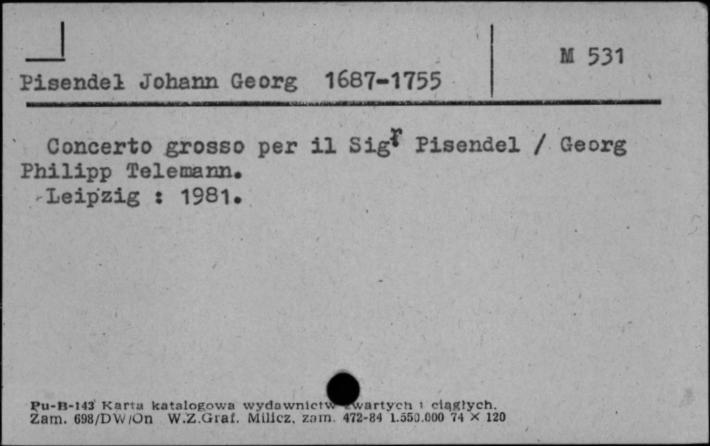 M 531
Pisendel Johann Georg 1687-1755
Concerto grosso per il Sigr Pisendel / Georg
Philipp Telemann.
Leipzig : 1981.
Pu-B-143 Karta katalogowa wydawnictw zwartych i ciągłych.
Zam. 698/DW/On W.Z.Graf. Milicz, zam. 472-84 1.550.000 74 × 120